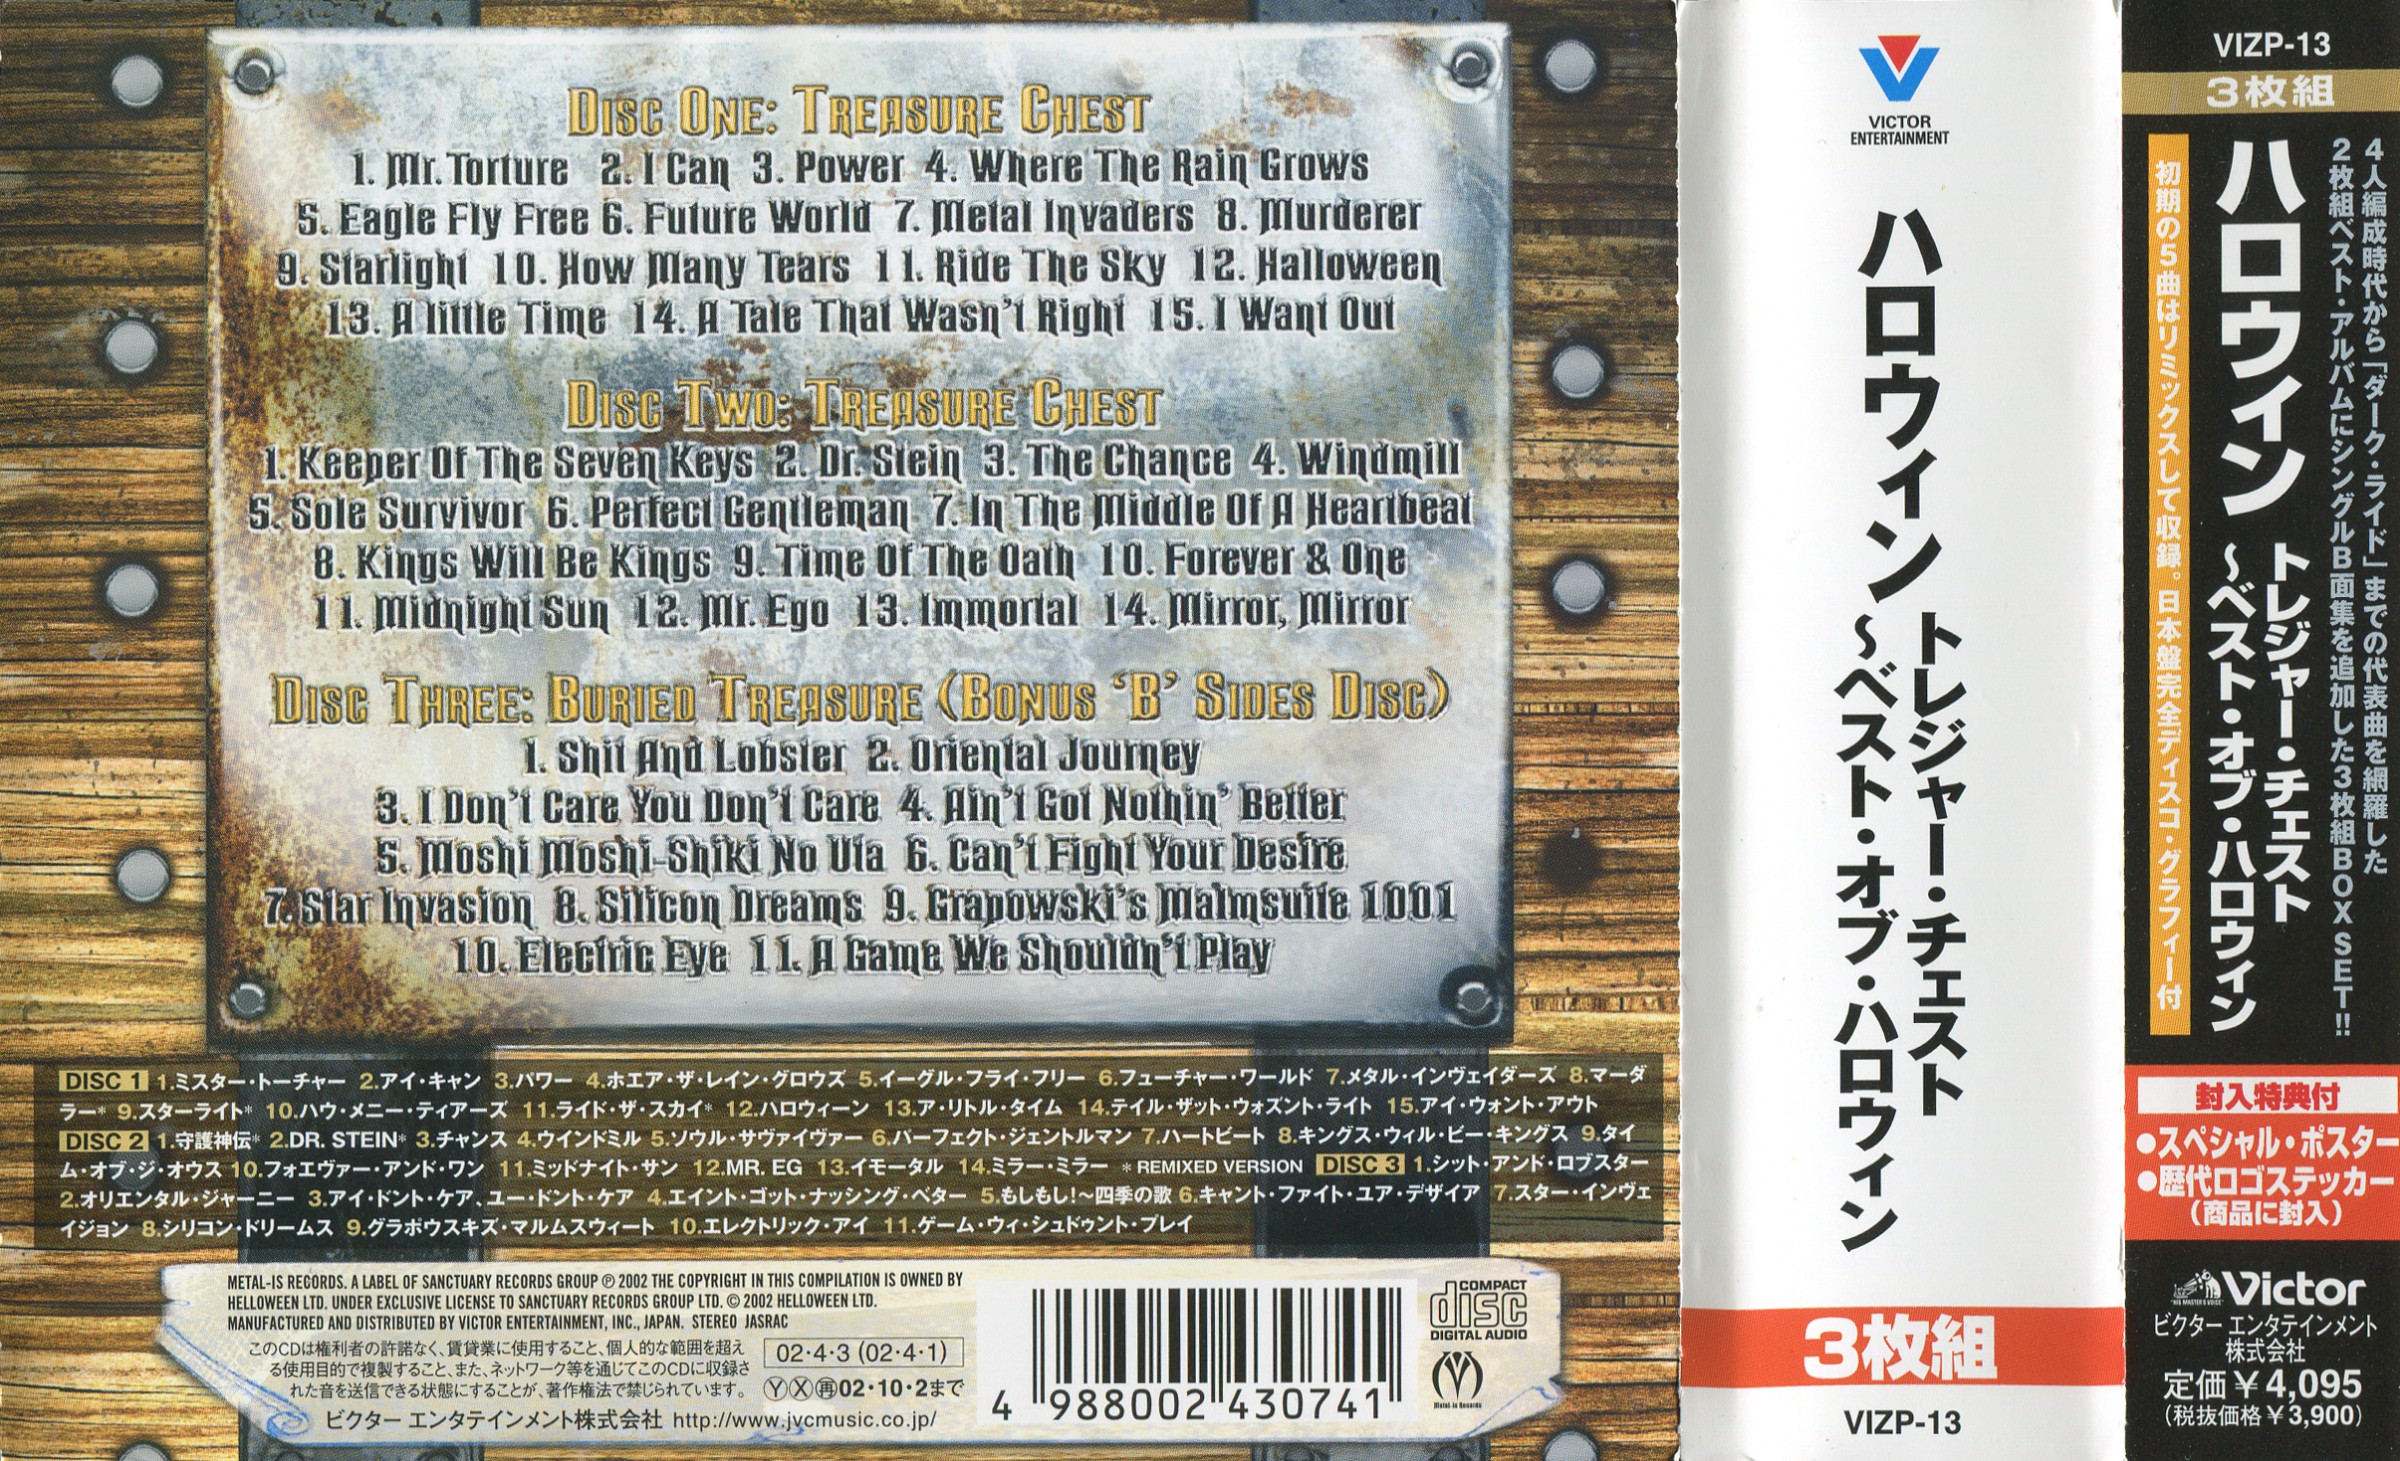 DISC ONE: TREASURE CHEST
1. Mr. Torture 2. I Can 3. Power 4. Where The Rain Grows
5. Eagle Fly Free 6. Future World 7. Metal Invaders 8. Murderer
9. Starlight 10. How Many Tears 11. Ride The Sky 12. Halloween
13. A little Time 14. A Tale That Wasn't Right 15. I Want Out
DISC TWO: TREASURE CHEST
1. Keeper Of The Seven Keys 2. Dr. Stein 3. The Chance 4. Windmill
5. Sole Survivor 6. Perfect Gentleman 7. In The Middle Of A Heartbeat
8. Kings Will Be Kings 9. Time Of The Oath 10. Forever & One
11. Midnight Sun 12. Mr. Ego 13. Immortal 14. Mirror, Mirror
DISC THREE: BURIED TREASURE (BONUS 'B' SIDES DISC)
1. Shit And Lobster 2. Oriental Journey
3. I Don't Care You Don't Care 4. Ain't Got Nothin' Better
5. Moshi Moshi-Shiki No Uta 6. Can't Fight Your Desire
7. Star Invasion 8. Silicon Dreams 9. Grapowski's Malmsuite 1001
10. Electric Eye 11. A Game We Shouldn't Play
DISC 1 1.ミスター・トーチャー 2.アイ・キャン 3.パワー 4.ホエア・ザ・レイン・グロウズ 5.イーグル・フライ・フリー 6.フューチャー・ワールド 7.メタル・インヴェイダーズ 8.マーダ
ラー* 9.スターライト* 10.ハウ・メニー・ティアーズ 11.ライド・ザ・スカイ* 12.ハロウィーン 13.ア・リトル・タイム 14.テイル・ザット・ウォズント・ライト 15.アイ・ウォント・アウト
DISC 2 1.守護神伝* 2.DR. STEIN* 3.チャンス 4.ウインドミル 5.ソウル・サヴァイヴァー 6.パーフェクト・ジェントルマン 7.ハートビート 8.キングス・ウィル・ビー・キングス 9.タイ
ム・オブ・ジ・オウス 10.フォエヴァー・アンド・ワン 11.ミッドナイト・サン 12.MR. EG 13.イモータル 14.ミラー・ミラー *REMIXED VERSION DISC 3 1.シット・アンド・ロブスター
2.オリエンタル・ジャーニー 3.アイ・ドント・ケア、ユー・ドント・ケア 4.エイント・ゴット・ナッシング・ベター 5.もしもし!〜四季の歌 6.キャント・ファイト・ユア・デザイア 7.スター・インヴェ
イジョン 8.シリコン・ドリームス 9.グラポウスキズ・マルムスウィート 10.エレクトリック・アイ 11.ゲーム・ウィ・シュドゥント・プレイ
METAL-IS RECORDS. A LABEL OF SANCTUARY RECORDS GROUP ℗ 2002 THE COPYRIGHT IN THIS COMPILATION IS OWNED BY
HELLOWEEN LTD. UNDER EXCLUSIVE LICENSE TO SANCTUARY RECORDS GROUP LTD. © 2002 HELLOWEEN LTD.
MANUFACTURED AND DISTRIBUTED BY VICTOR ENTERTAINMENT, INC., JAPAN. STEREO JASRAC
このCDは権利者の許諾なく、賃貸業に使用すること、個人的な範囲を超え
る使用目的で複製すること、また、ネットワーク等を通じてこのCDに収録さ
れた音を送信できる状態にすることが、著作権法で禁じられています。
02・4・3 (02・4・1)
Ⓨ Ⓧ ㊢02・10・2まで
ビクター エンタテインメント株式会社 http://www.jvcmusic.co.jp/
4 988002 430741
COMPACT
disc
DIGITAL AUDIO
Metal-is Records
VICTOR
ENTERTAINMENT
ハロウィン
トレジャー・チェスト
〜ベスト・オブ・ハロウィン
3枚組
VIZP-13
VIZP-13
3枚組
4人編成時代から「ダーク・ライド」までの代表曲を網羅した
2枚組ベスト・アルバムにシングルB面集を追加した3枚組BOX SET!!
ハロウィン
トレジャー・チェスト
〜ベスト・オブ・ハロウィン
初期の5曲はリミックスして収録。日本盤完全ディスコ・グラフィー付
封入特典付
●スペシャル・ポスター
●歴代ロゴステッカー
(商品に封入)
"HIS MASTER'S VOICE"
Victor
ビクター エンタテインメント
株式会社
定価￥4,095
(税抜価格￥3,900)